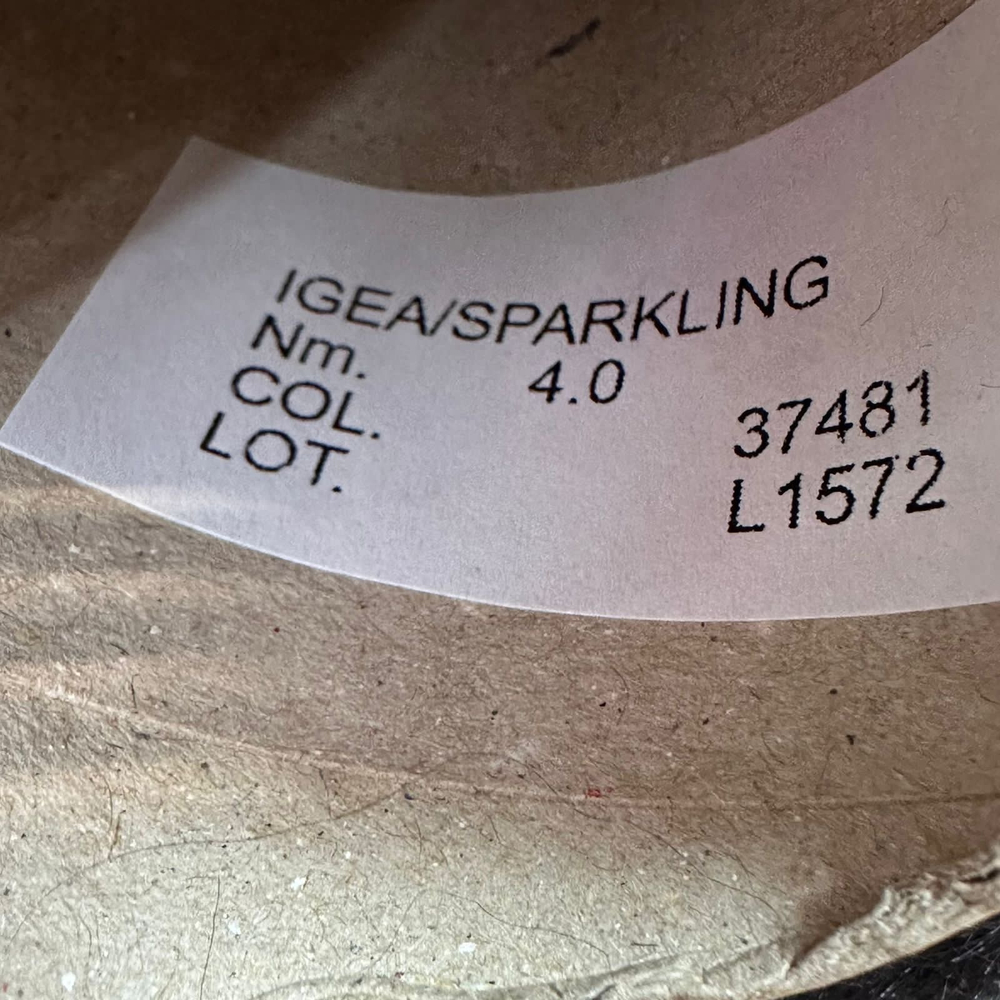 IGEA/SPARKLING
Nm. 4.0
COL. 37481
LOT. L1572